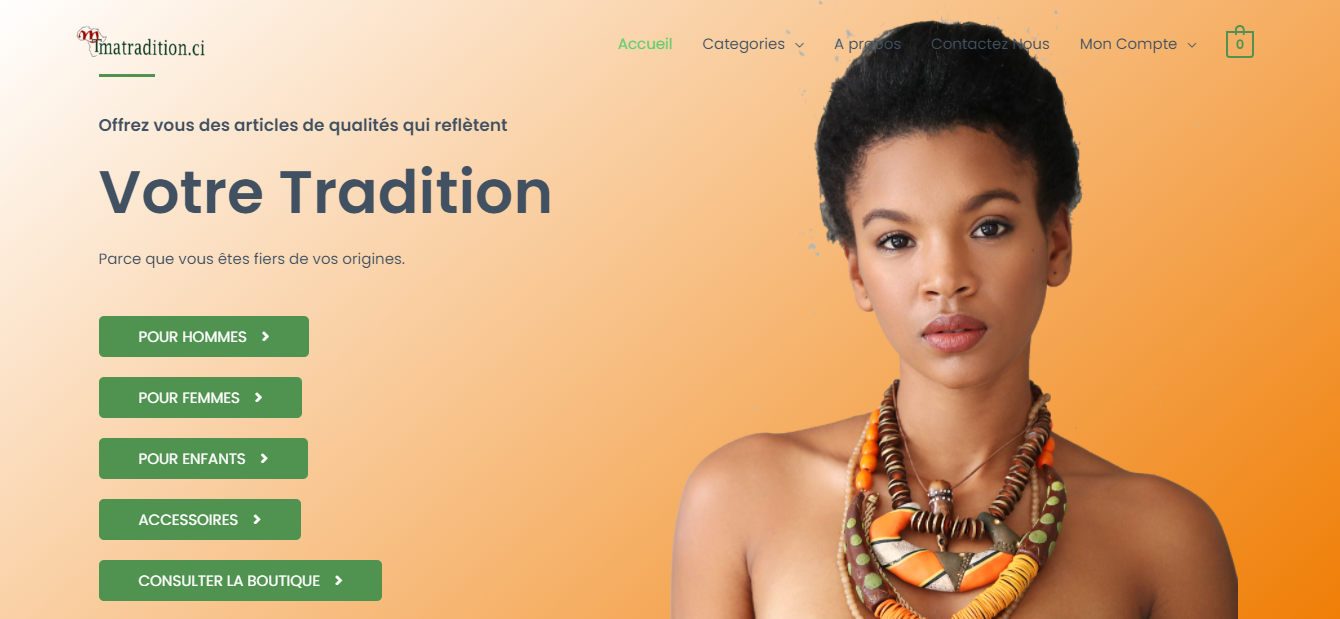 mTmatradition.ci
Accueil
Categories
A propos
Contactez Nous
Mon Compte
0
Offrez vous des articles de qualités qui reflètent
Votre Tradition
Parce que vous êtes fiers de vos origines.
POUR HOMMES
POUR FEMMES
POUR ENFANTS
ACCESSOIRES
CONSULTER LA BOUTIQUE